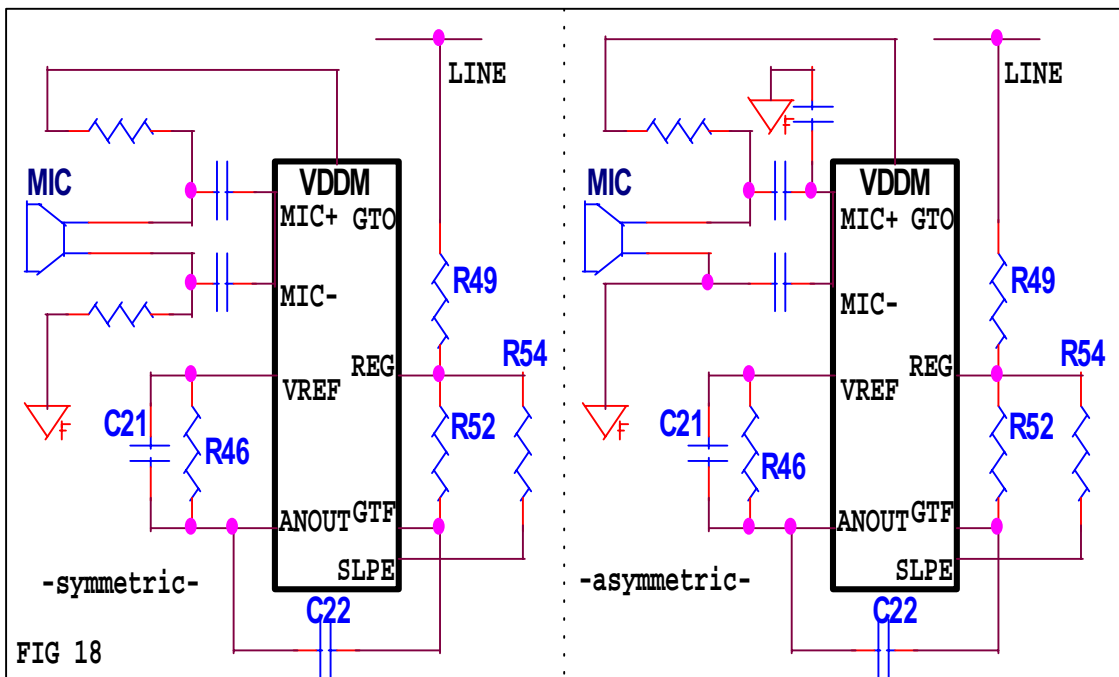 LINE
MIC
VDDM
MIC+ GTO
R49
MIC-
R54
REG
VREF
C21
R52
R46
GTF
ANOUT
SLPE
-symmetric-
C22
FIG 18
F
LINE
F
MIC
VDDM
MIC+ GTO
R49
MIC-
R54
REG
VREF
C21
R52
R46
GTF
ANOUT
SLPE
-asymmetric-
C22
F